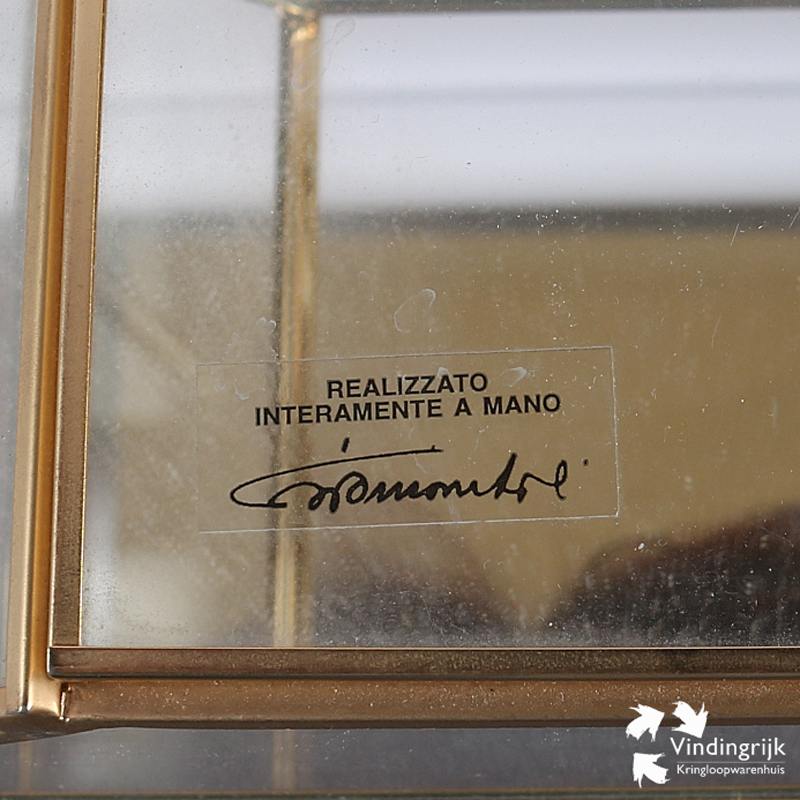 REALIZZATO
INTERAMENTE A MANO
Vindingrijk
Kringloopwarenhuis